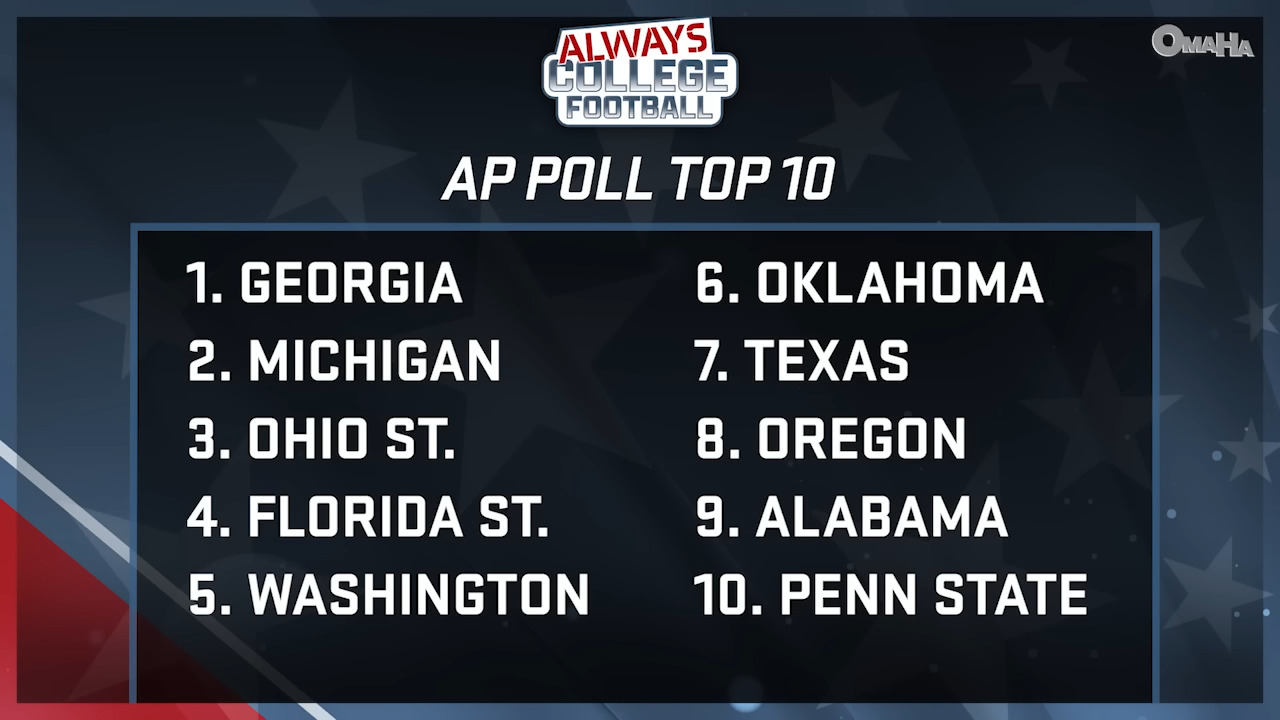 ALWAYS
COLLEGE
FOOTBALL
OMAHA
AP POLL TOP 10
1. GEORGIA
2. MICHIGAN
3. OHIO ST.
4. FLORIDA ST.
5. WASHINGTON
6. OKLAHOMA
7. TEXAS
8. OREGON
9. ALABAMA
10. PENN STATE